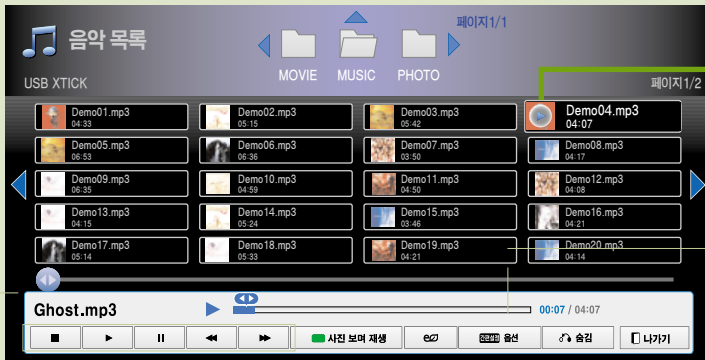 페이지1/1
음악 목록
MOVIE MUSIC PHOTO
USB XTICK
페이지1/2
Demo01.mp3 Demo02.mp3 Demo03.mp3 Demo04.mp3
04:33 05:15 05:42 04:07
Demo05.mp3 Demo06.mp3 Demo07.mp3 Demo08.mp3
06:53 06:36 03:50 04:17
Demo09.mp3 Demo10.mp3 Demo11.mp3 Demo12.mp3
06:35 04:59 04:50 04:08
Demo13.mp3 Demo14.mp3 Demo15.mp3 Demo16.mp3
04:15 05:24 03:46 04:21
Demo17.mp3 Demo18.mp3 Demo19.mp3 Demo20.mp3
05:14 05:33 04:21 04:14
Ghost.mp3 00:07 / 04:07
사진 보며 재생 간편설정 옵션 숨김 나가기